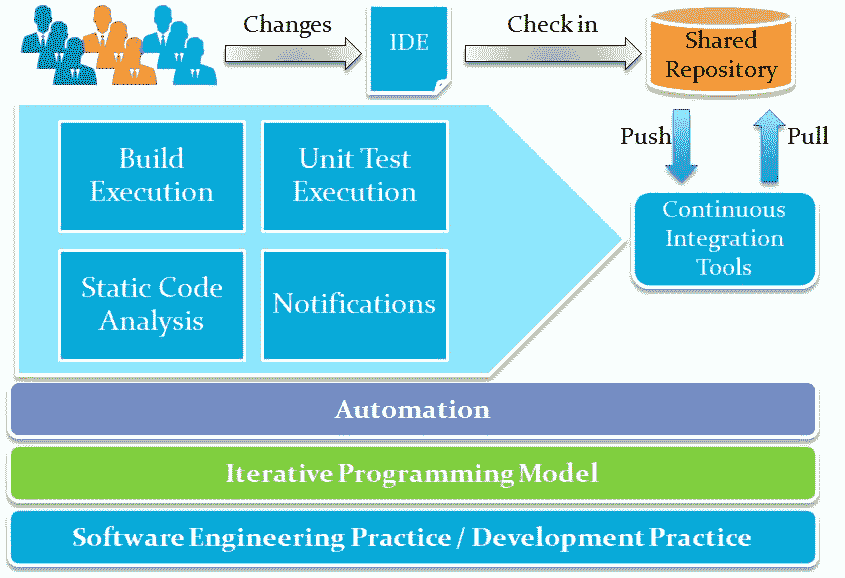 Changes
IDE
Check in
Shared
Repository
Push
Pull
Build
Execution
Unit Test
Execution
Continuous
Integration
Tools
Static Code
Analysis
Notifications
Automation
Iterative Programming Model
Software Engineering Practice / Development Practice